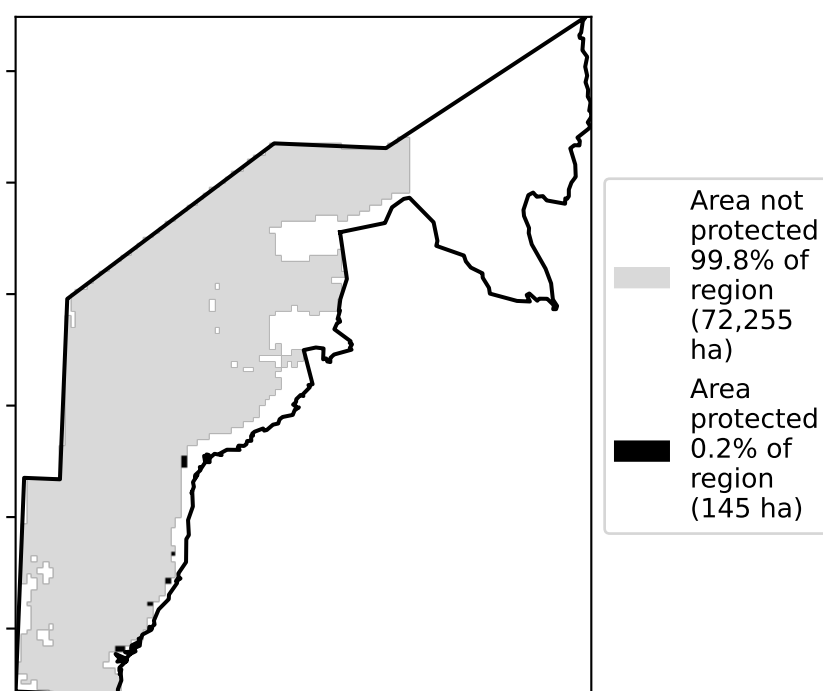 Area not
protected
99.8% of
region
(72,255
ha)
Area
protected
0.2% of
region
(145 ha)